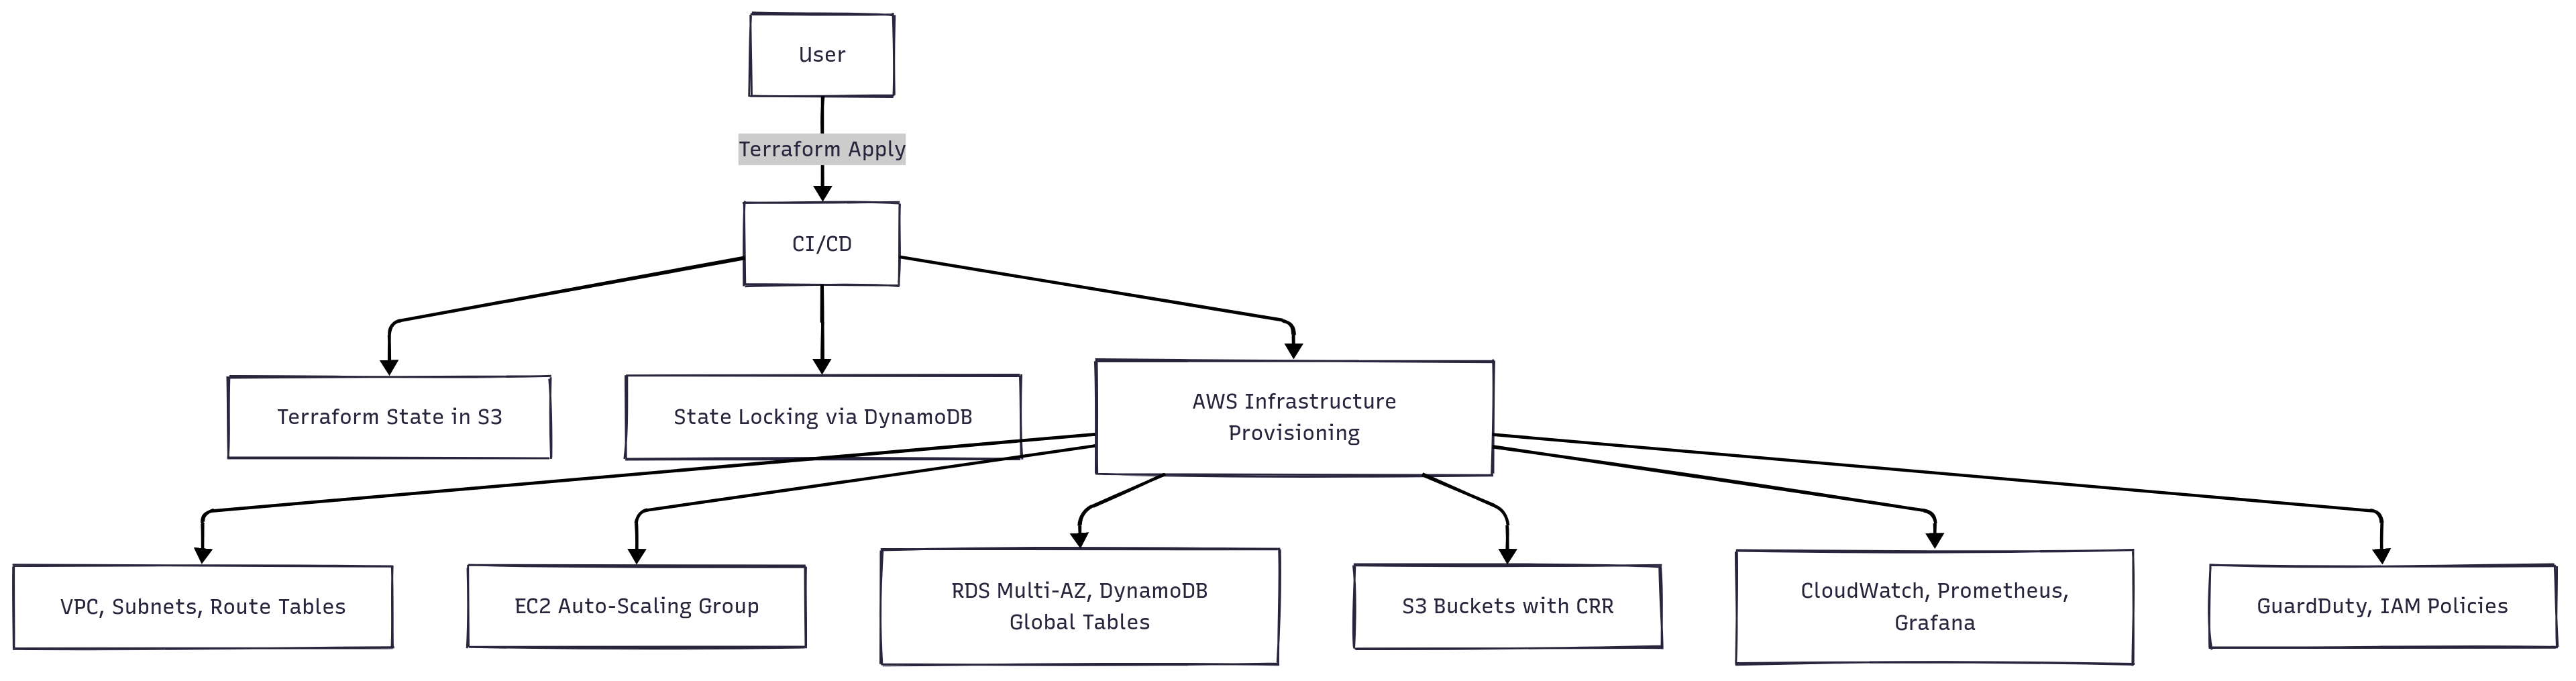 User
Terraform Apply
CI/CD
Terraform State in S3
State Locking via DynamoDB
AWS Infrastructure
Provisioning
VPC, Subnets, Route Tables
EC2 Auto-Scaling Group
RDS Multi-AZ, DynamoDB
Global Tables
S3 Buckets with CRR
CloudWatch, Prometheus,
Grafana
GuardDuty, IAM Policies